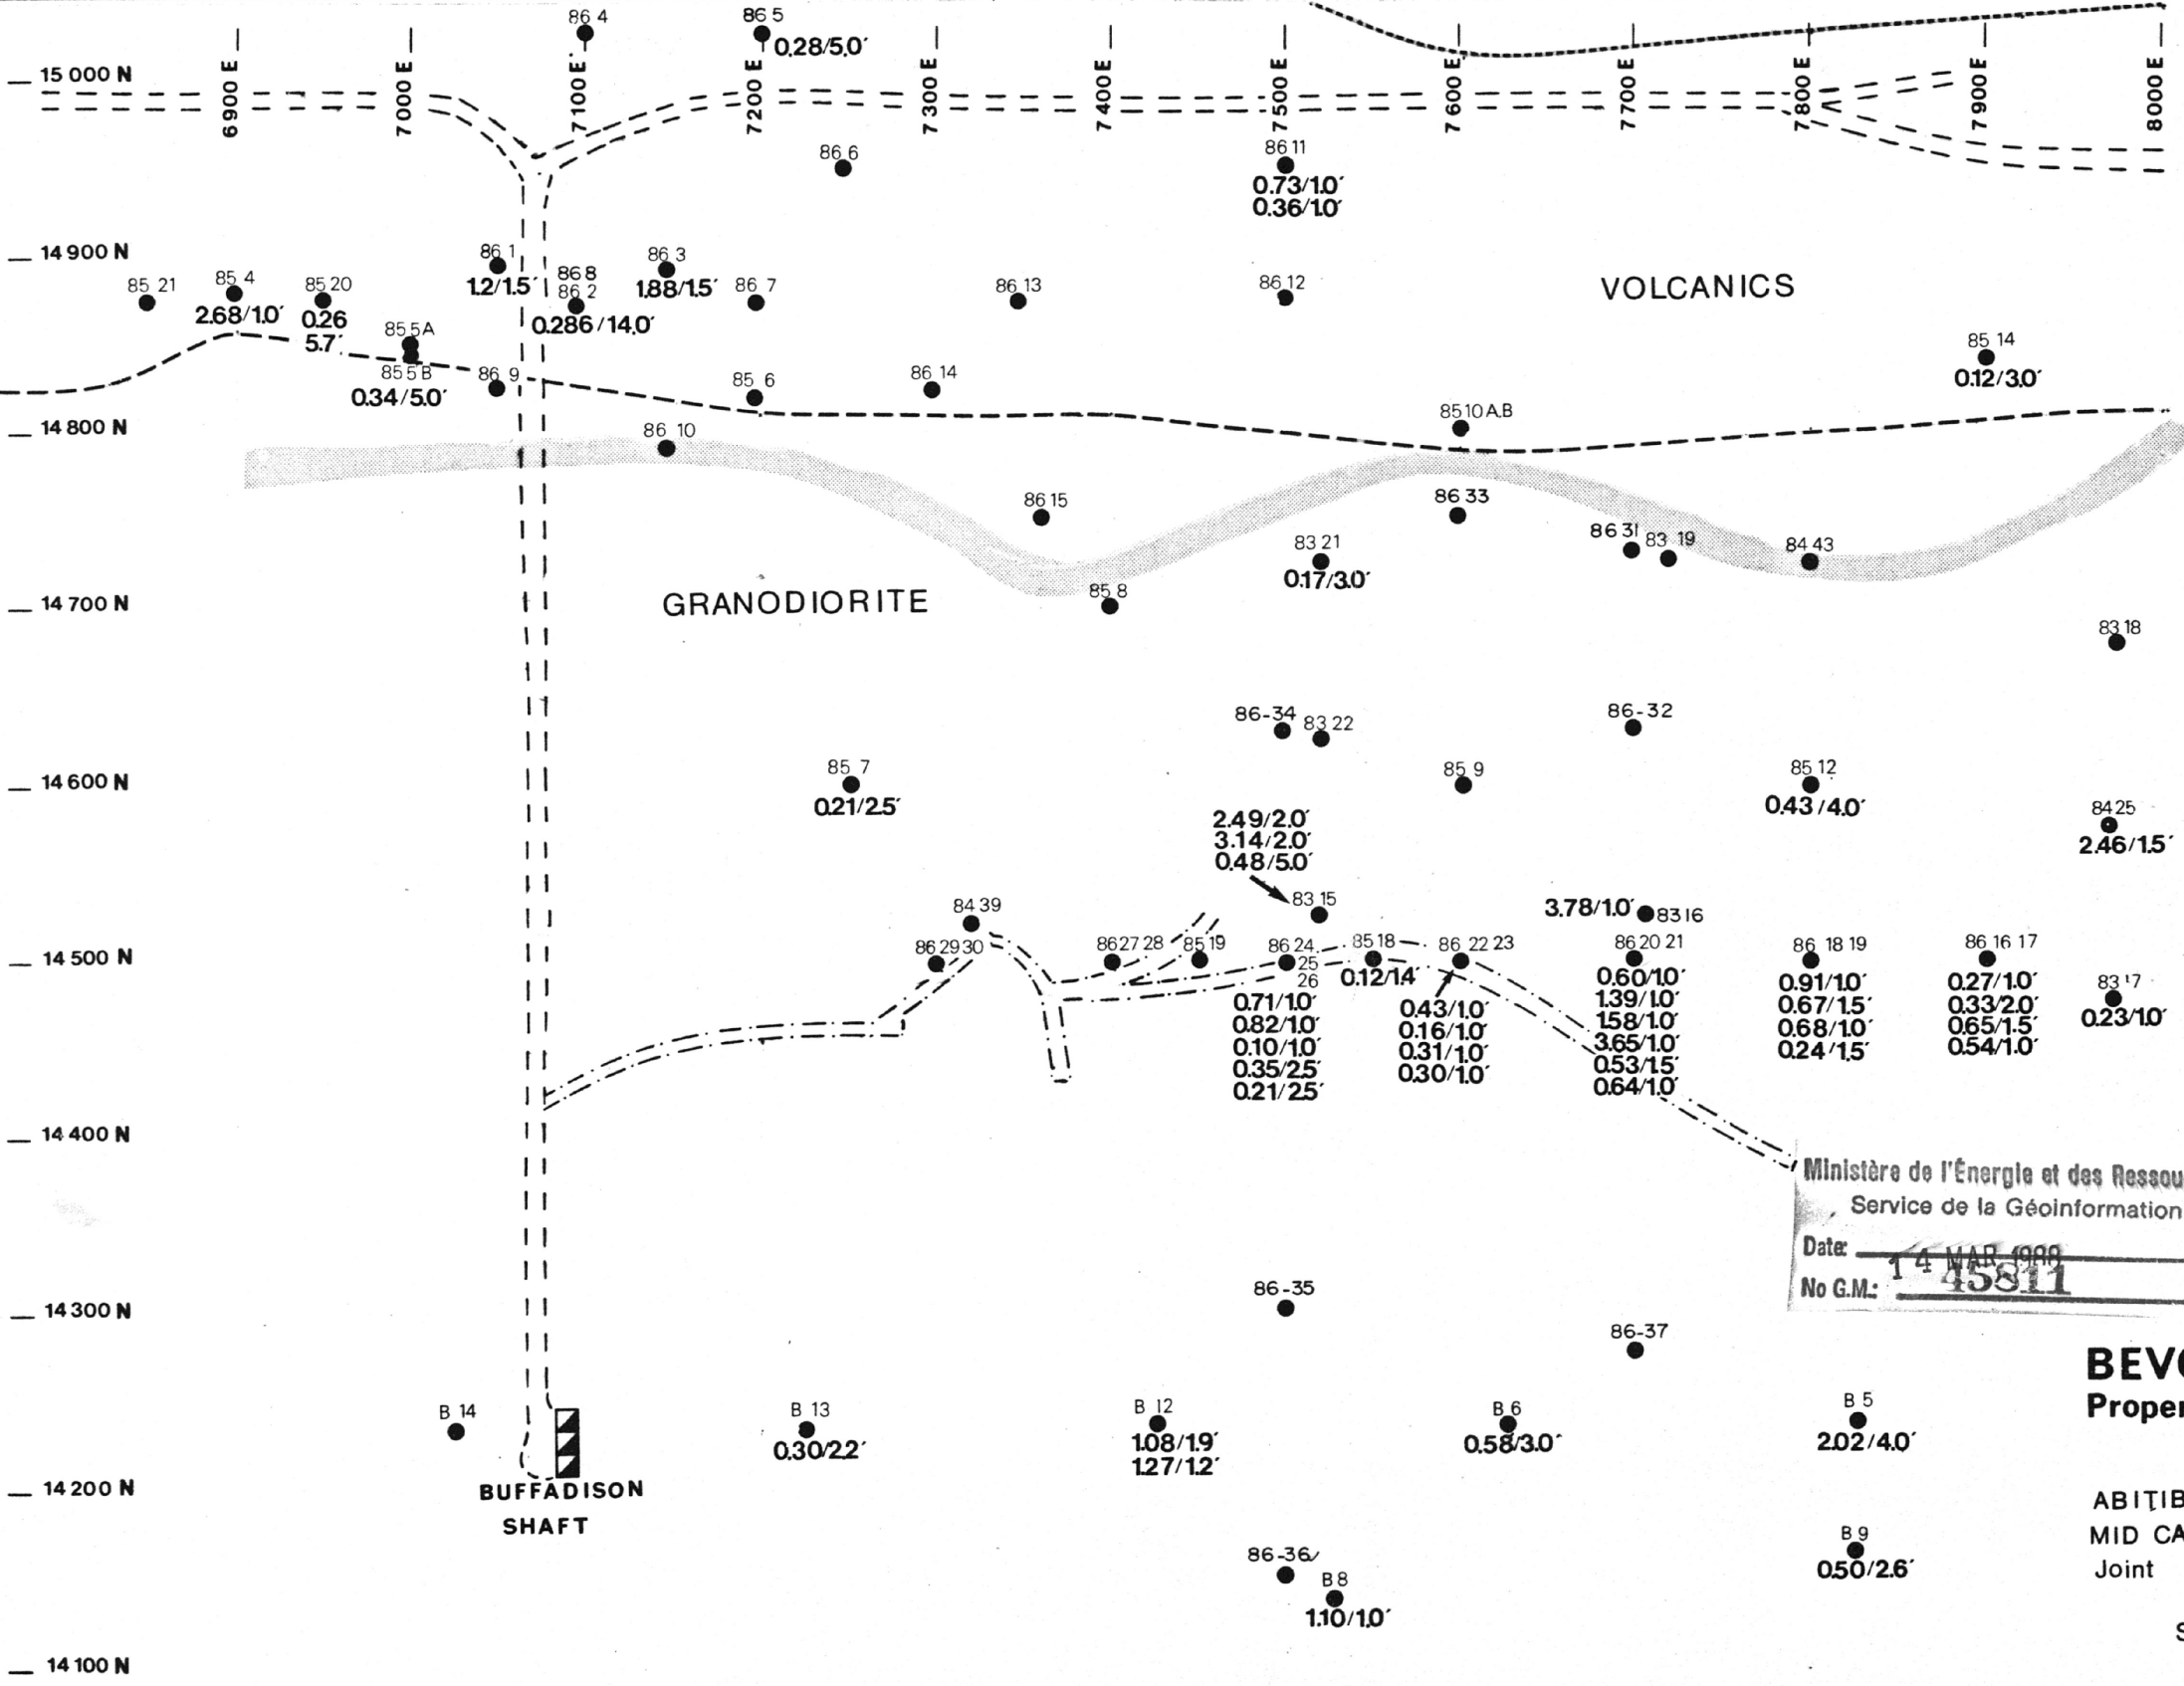 86 4
86 5
0.28/5.0′
15 000 N
6900 E
7000 E
7100 E
7200 E
7300 E
7400 E
7500 E
7600 E
7700 E
7800 E
7900 E
8000 E
86 6
86 11
0.73/1.0′
0.36/1.0′
14 900 N
85 21
85 4
2.68/1.0′
85 20
0.26
5.7′
86 1
1.2/1.5′
86 8
86 2
0.286/14.0′
86 3
1.88/1.5′
86 7
86 13
86 12
VOLCANICS
85 5A
85 5B
0.34/5.0′
86 9
85 6
86 14
85 10 A.B
85 14
0.12/3.0′
14 800 N
86 10
86 15
86 33
83 21
0.17/3.0′
86 31
83 19
84 43
14 700 N
GRANODIORITE
85 8
83 18
86-34
83 22
86-32
14 600 N
85 7
0.21/2.5′
85 9
85 12
0.43/4.0′
84 25
2.46/1.5′
2.49/2.0′
3.14/2.0′
0.48/5.0′
83 15
3.78/1.0′
83 16
84 39
14 500 N
86 29 30
86 27 28
85 19
86 24
25
26
0.71/1.0′
0.82/1.0′
0.10/1.0′
0.35/2.5′
0.21/2.5′
85 18
0.12/1.4′
86 22 23
0.43/1.0′
0.16/1.0′
0.31/1.0′
0.30/1.0′
86 20 21
0.60/1.0′
1.39/1.0′
1.58/1.0′
3.65/1.0′
0.53/1.5′
0.64/1.0′
86 18 19
0.91/1.0′
0.67/1.5′
0.68/1.0′
0.24/1.5′
86 16 17
0.27/1.0′
0.33/2.0′
0.65/1.5′
0.54/1.0′
83 17
0.23/1.0′
14 400 N
Ministère de l'Énergie et des Ressou
Service de la Géoinformation
Date: 14 MAR 1988
No G.M.: 45811
14 300 N
86-35
86-37
BEV
Proper
B 14
B 13
0.30/2.2′
B 12
1.08/1.9′
1.27/1.2′
B 6
0.58/3.0′
B 5
2.02/4.0′
14 200 N
BUFFADISON
SHAFT
ABITIB
MID CA
Joint
B 9
0.50/2.6′
86-36
B 8
1.10/1.0′
14 100 N